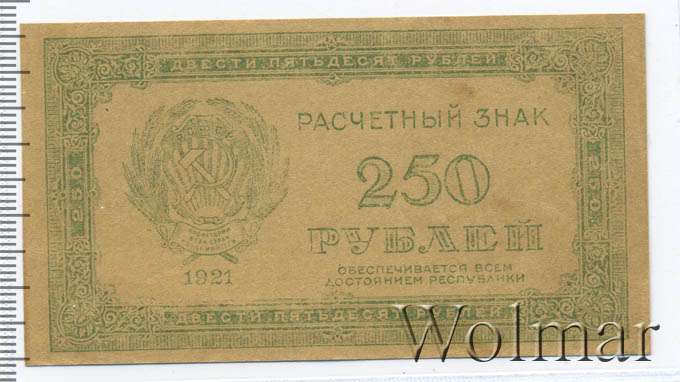 ДВЕСТИ ПЯТЬДЕСЯТ РУБЛЕЙ
РАСЧЕТНЫЙ ЗНАК
250
РУБЛЕЙ
ОБЕСПЕЧИВАЕТСЯ ВСЕМ
ДОСТОЯНИЕМ РЕСПУБЛИКИ
1921
250
250
ДВЕСТИ ПЯТЬДЕСЯТ РУБЛЕЙ
Wolmar